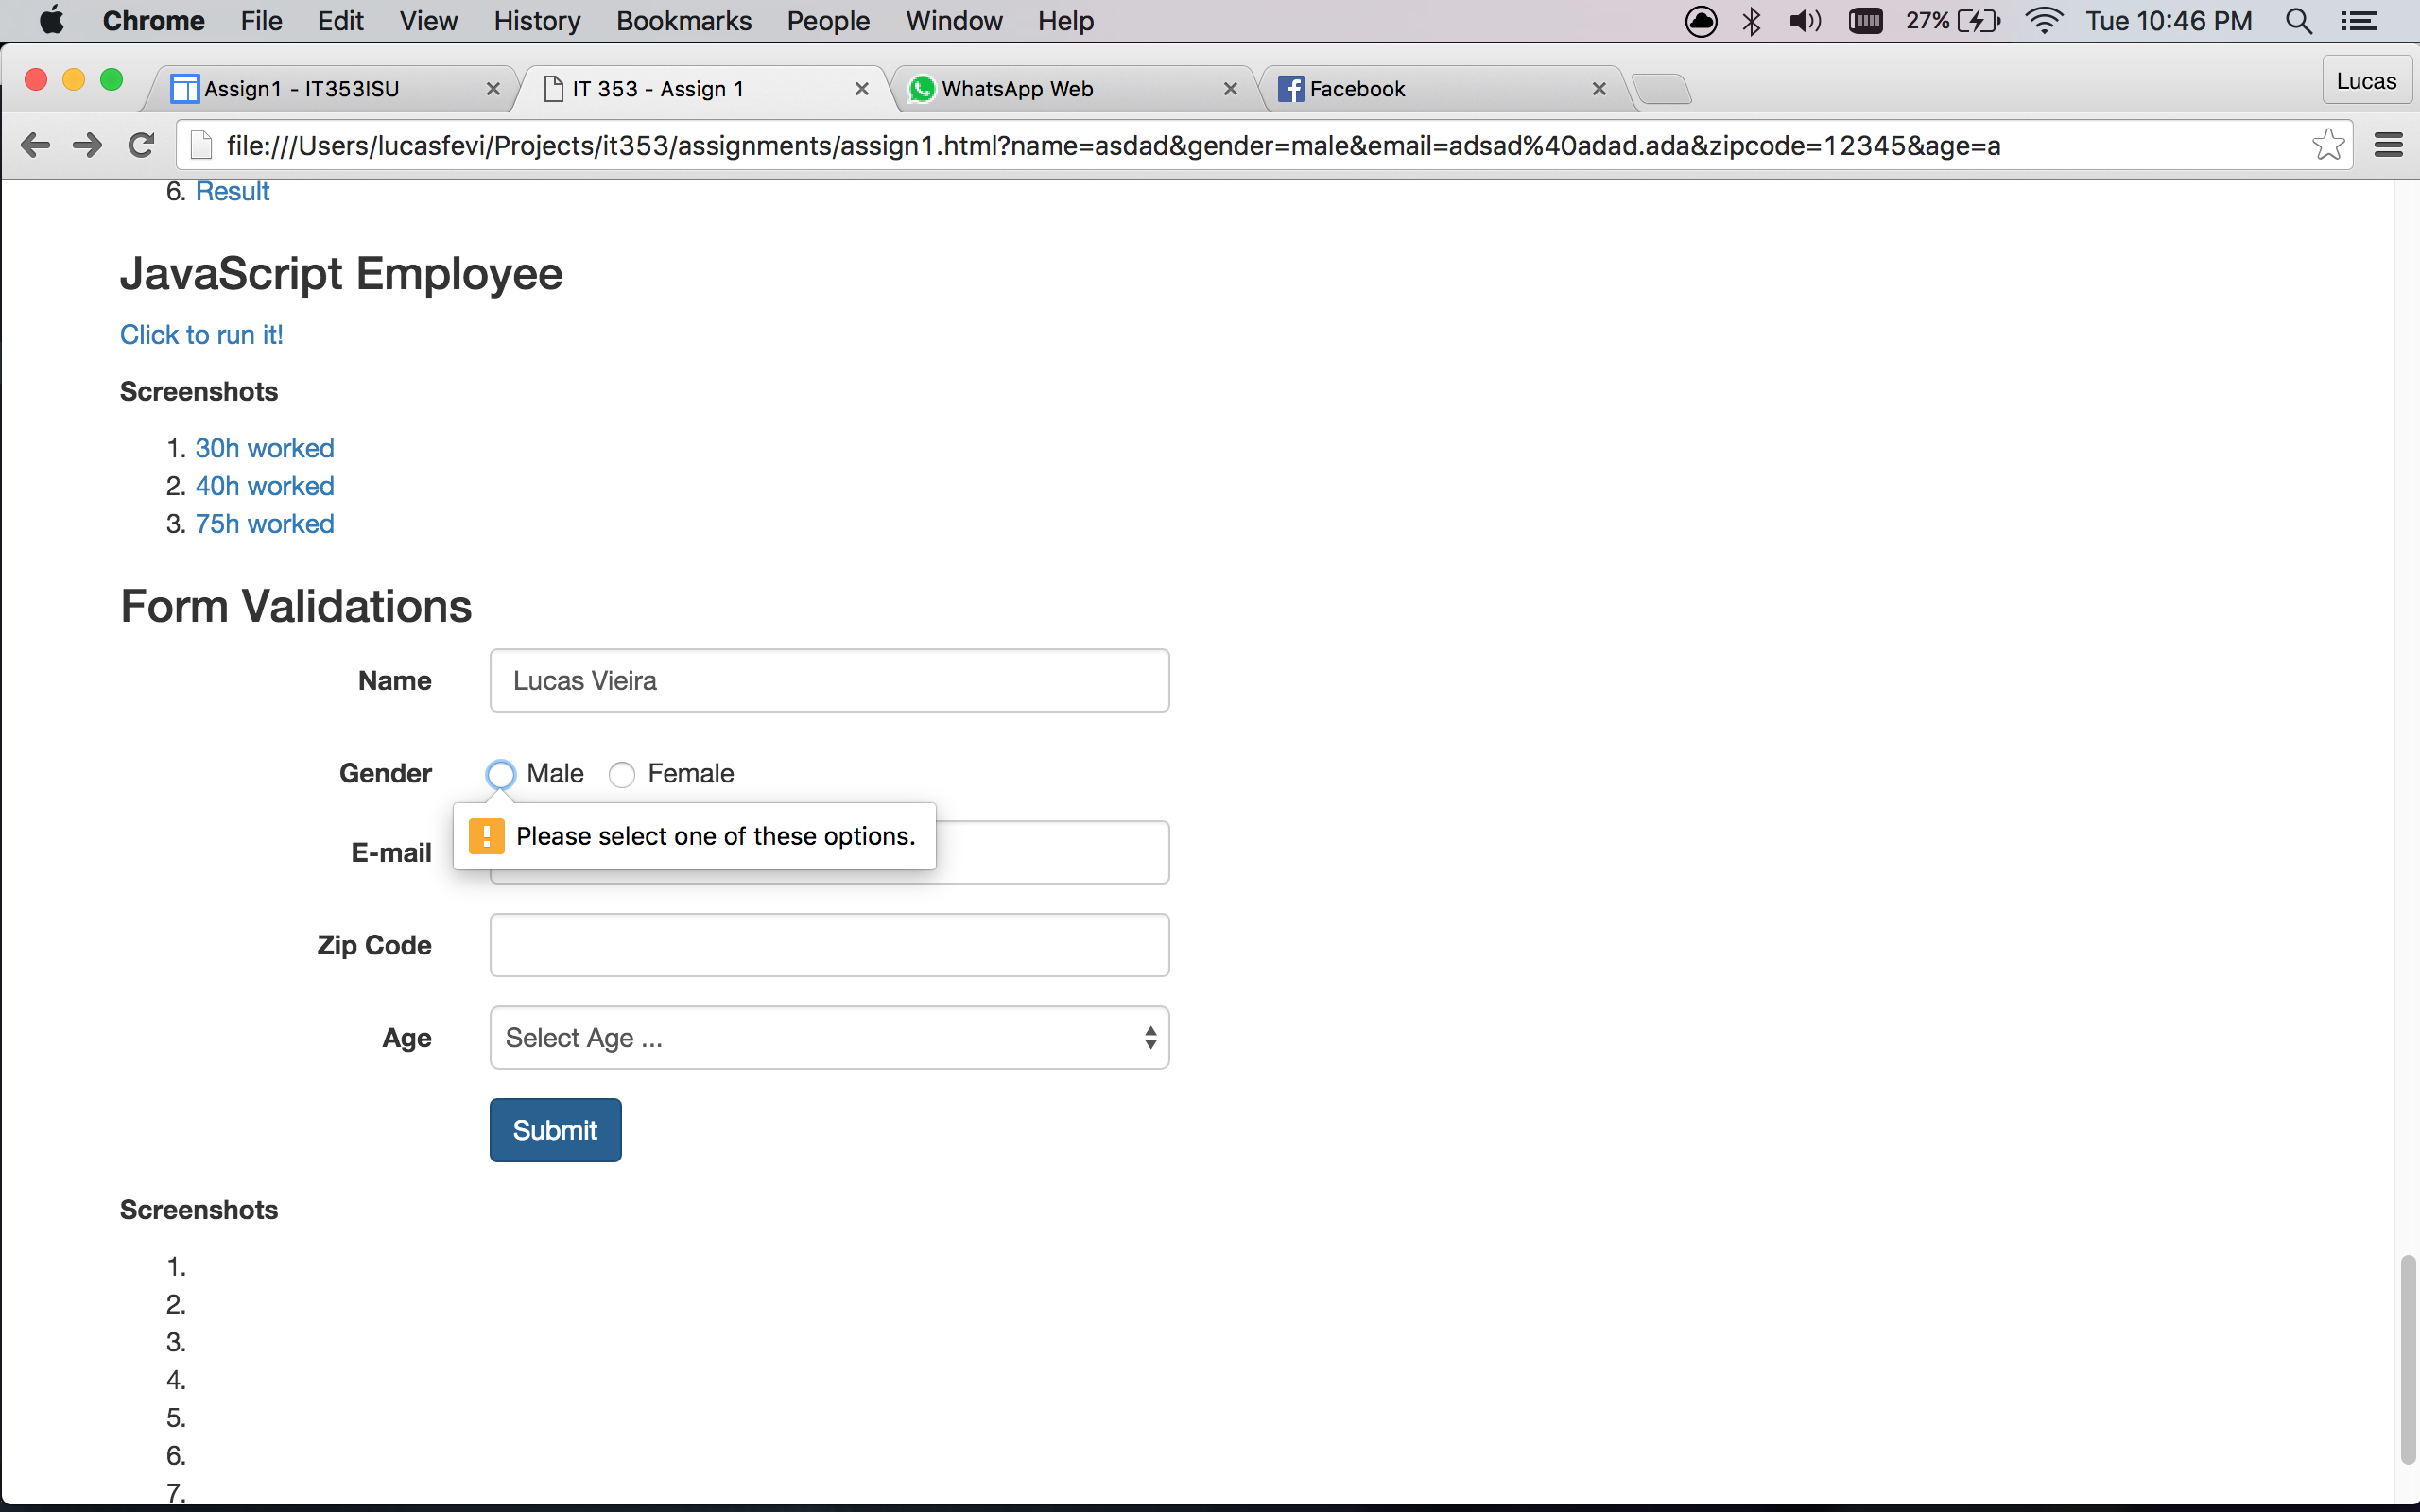 Chrome File Edit View History Bookmarks People Window Help 27% Tue 10:46 PM
Assign1 - IT353ISU IT 353 - Assign 1 WhatsApp Web Facebook Lucas
file:///Users/lucasfevi/Projects/it353/assignments/assign1.html?name=asdad&gender=male&email=adsad%40adad.ada&zipcode=12345&age=a
6. Result
JavaScript Employee
Click to run it!
Screenshots
1. 30h worked
2. 40h worked
3. 75h worked
Form Validations
Name Lucas Vieira
Gender Male Female
Please select one of these options.
E-mail
Zip Code
Age Select Age ...
Submit
Screenshots
1.
2.
3.
4.
5.
6.
7.